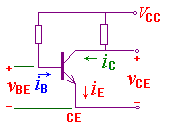 VCC
iC
+ iB +
vBE iE vCE
− CE −